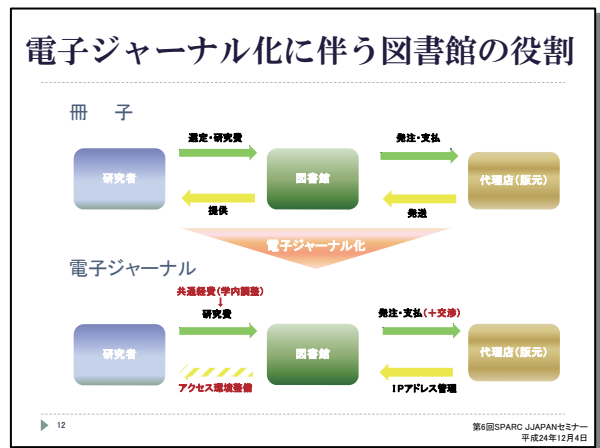 電子ジャーナル化に伴う図書館の役割
冊 子
選定・研究費
発注・支払
研究者
図書館
代理店(版元)
提供
発送
電子ジャーナル化
電子ジャーナル
共通経費(学内調整)
↓
研究費
発注・支払(+交渉)
研究者
図書館
代理店(版元)
アクセス環境整備
IPアドレス管理
12
第6回SPARC JJAPANセミナー
平成24年12月4日